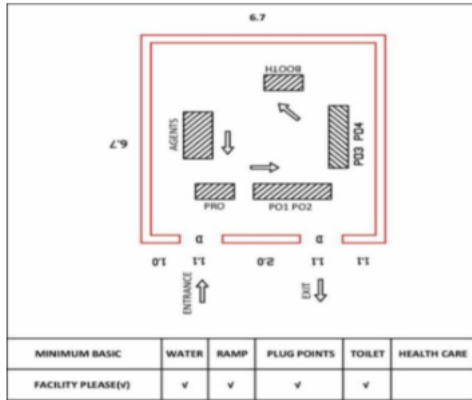 6.7
BOOTH
AGENTS
6.7
PO3 PO4
PRO
PO1 PO2
D D
1.0 1.1 2.0 1.1 1.1
ENTRANCE
EXIT
MINIMUM BASIC WATER RAMP PLUG POINTS TOILET HEALTH CARE
FACILITY PLEASE(√) √ √ √ √